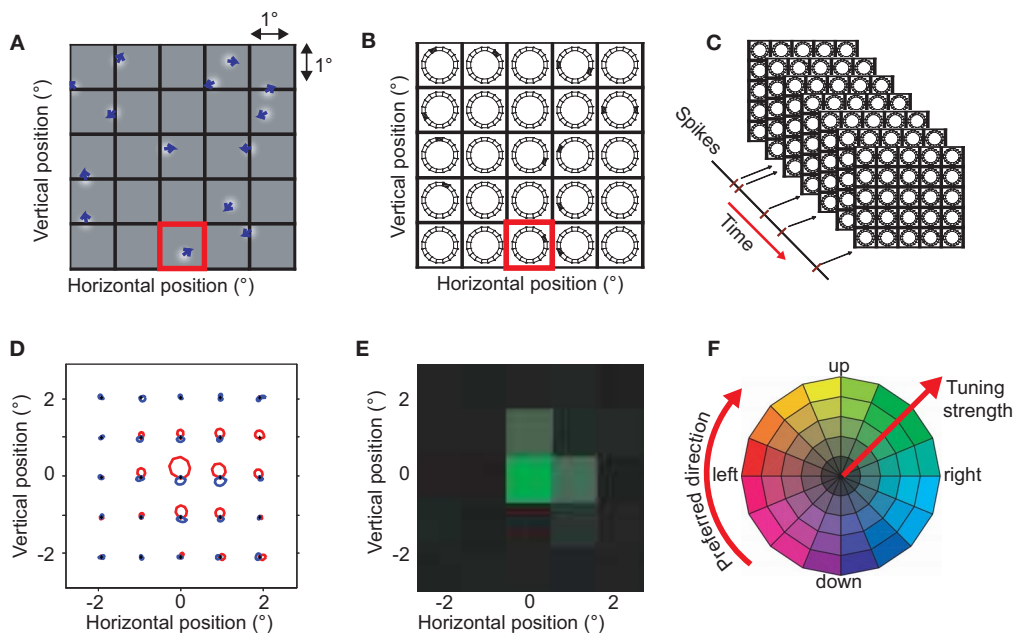 A
1°
1°
Vertical position (°)
Horizontal position (°)
B
Vertical position (°)
Horizontal position (°)
C
Spikes
Time
D
Vertical position (°)
2
0
-2
-2 0 2
Horizontal position (°)
E
Vertical position (°)
2
0
-2
-2 0 2
Horizontal position (°)
F
up
Tuning
strength
Preferred direction
left
right
down